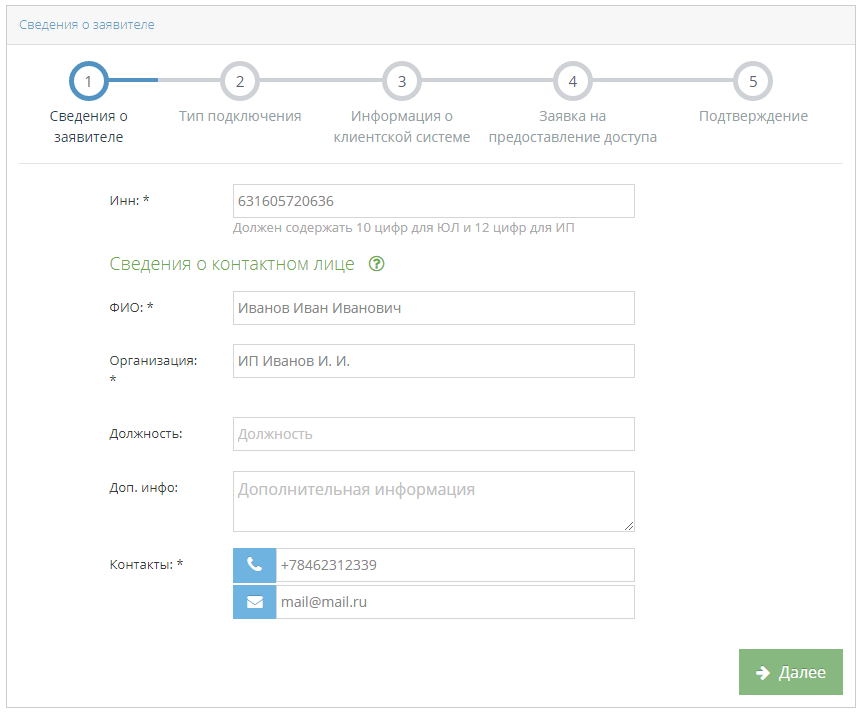 Сведения о заявителе
1
2
3
4
5
Сведения о
заявителе
Тип подключения
Информация о
клиентской системе
Заявка на
предоставление доступа
Подтверждение
Инн: *
631605720636
Должен содержать 10 цифр для ЮЛ и 12 цифр для ИП
Сведения о контактном лице ?
ФИО: *
Иванов Иван Иванович
Организация:
*
ИП Иванов И. И.
Должность:
Должность
Доп. инфо:
Дополнительная информация
Контакты: *
+78462312339
mail@mail.ru
Далее